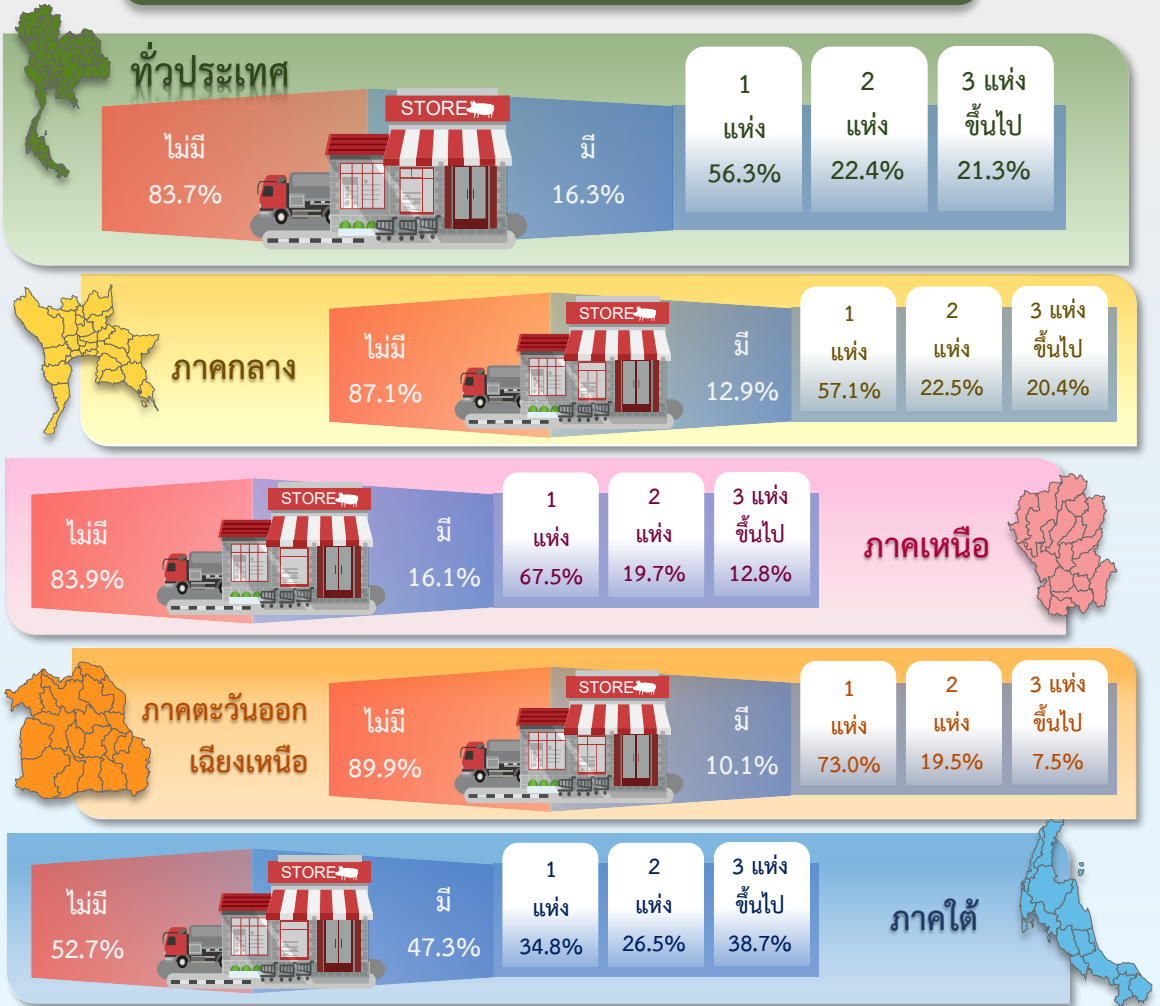 ทั่วประเทศ
ไม่มี
83.7%
STORE
มี
16.3%
1
แห่ง
56.3%
2
แห่ง
22.4%
3 แห่ง
ขึ้นไป
21.3%
ภาคกลาง
ไม่มี
87.1%
STORE
มี
12.9%
1
แห่ง
57.1%
2
แห่ง
22.5%
3 แห่ง
ขึ้นไป
20.4%
ไม่มี
83.9%
STORE
มี
16.1%
1
แห่ง
67.5%
2
แห่ง
19.7%
3 แห่ง
ขึ้นไป
12.8%
ภาคเหนือ
ภาคตะวันออก
เฉียงเหนือ
ไม่มี
89.9%
STORE
มี
10.1%
1
แห่ง
73.0%
2
แห่ง
19.5%
3 แห่ง
ขึ้นไป
7.5%
ไม่มี
52.7%
STORE
มี
47.3%
1
แห่ง
34.8%
2
แห่ง
26.5%
3 แห่ง
ขึ้นไป
38.7%
ภาคใต้